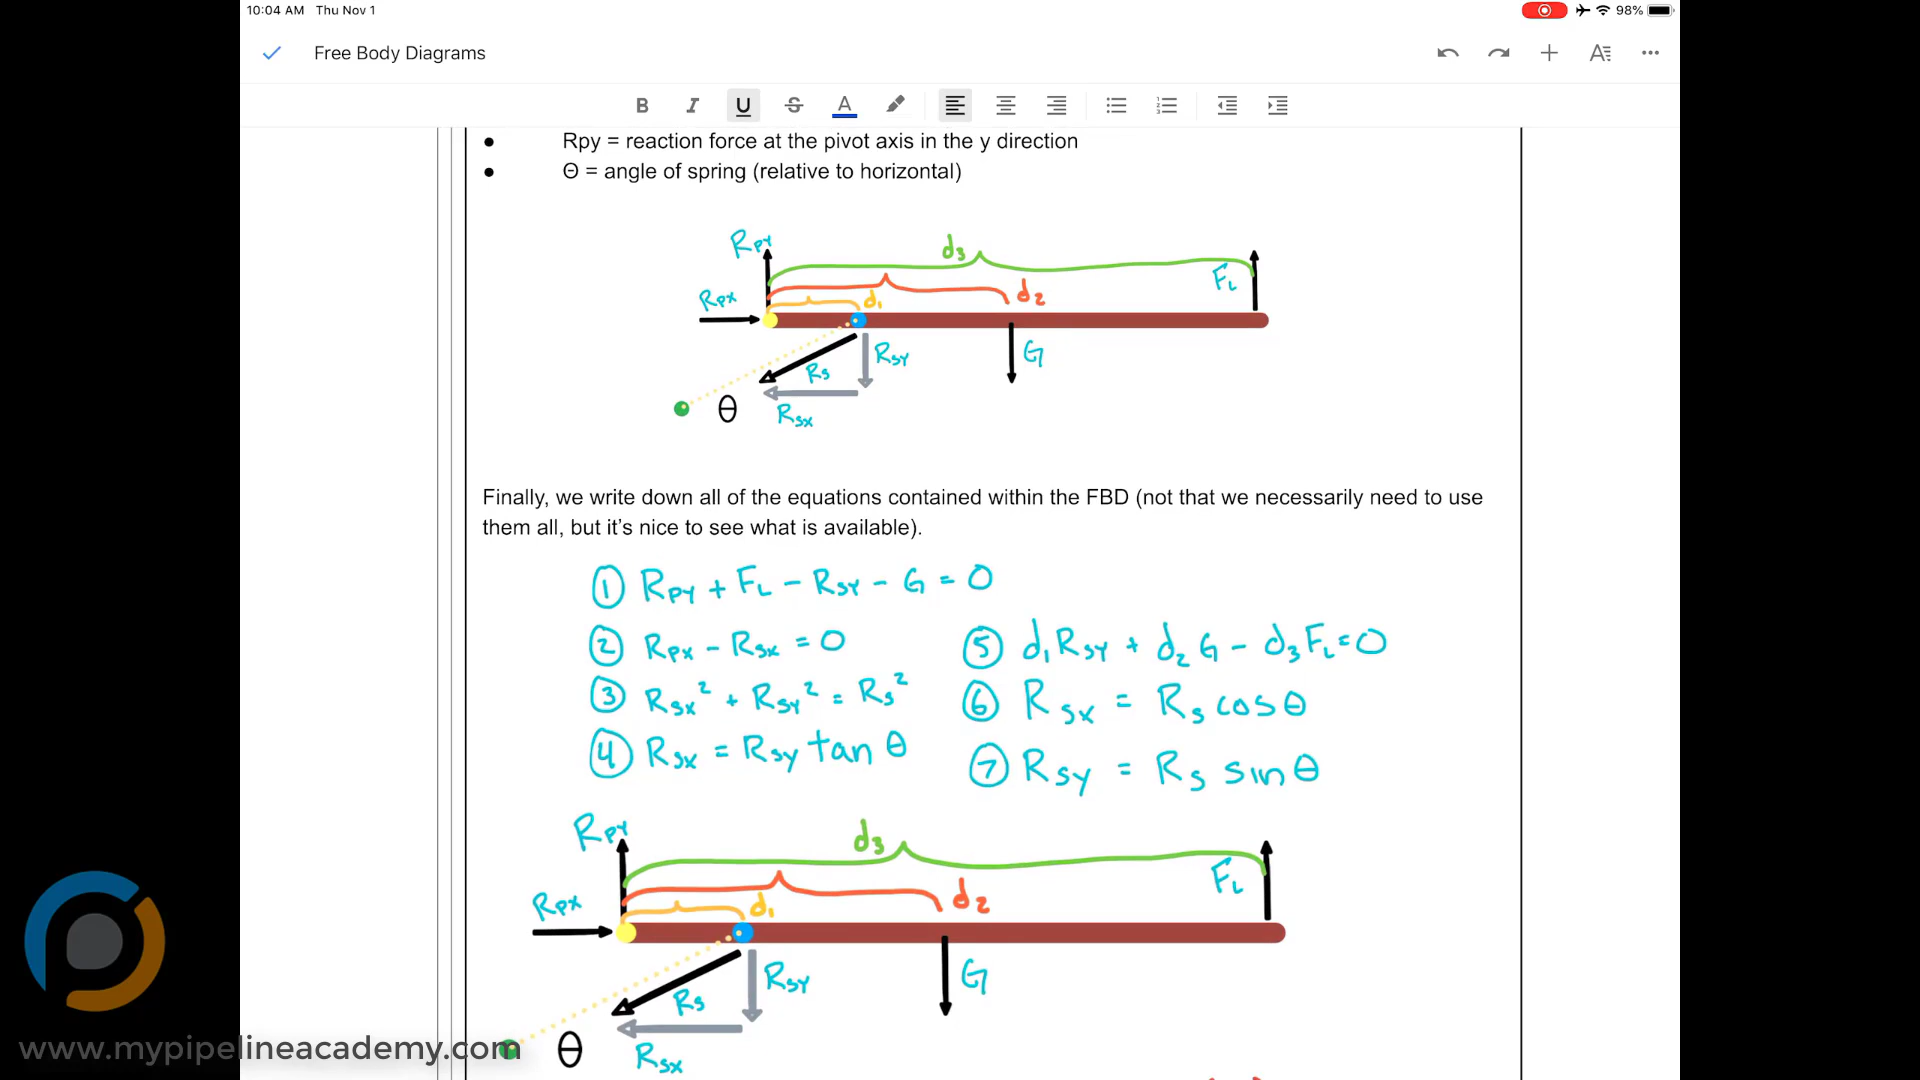 10:04 AM Thu Nov 1
98%
Free Body Diagrams
B I U S A
Rpy = reaction force at the pivot axis in the y direction
Θ = angle of spring (relative to horizontal)
RPY
d3
FL
RPX
d1
d2
RSY
G
RS
θ
RSX
Finally, we write down all of the equations contained within the FBD (not that we necessarily need to use
them all, but it's nice to see what is available).
① RPY + FL - RSY - G = 0
② RPX - RSX = 0
③ RSX² + RSY² = RS²
④ RSX = RSY tan θ
⑤ d1RSY + d2G - d3FL = 0
⑥ RSX = RS cosθ
⑦ RSY = RS sinθ
RPY
d3
FL
RPX
d1
d2
RSY
G
RS
θ
RSX
www.mypipelineacademy.com